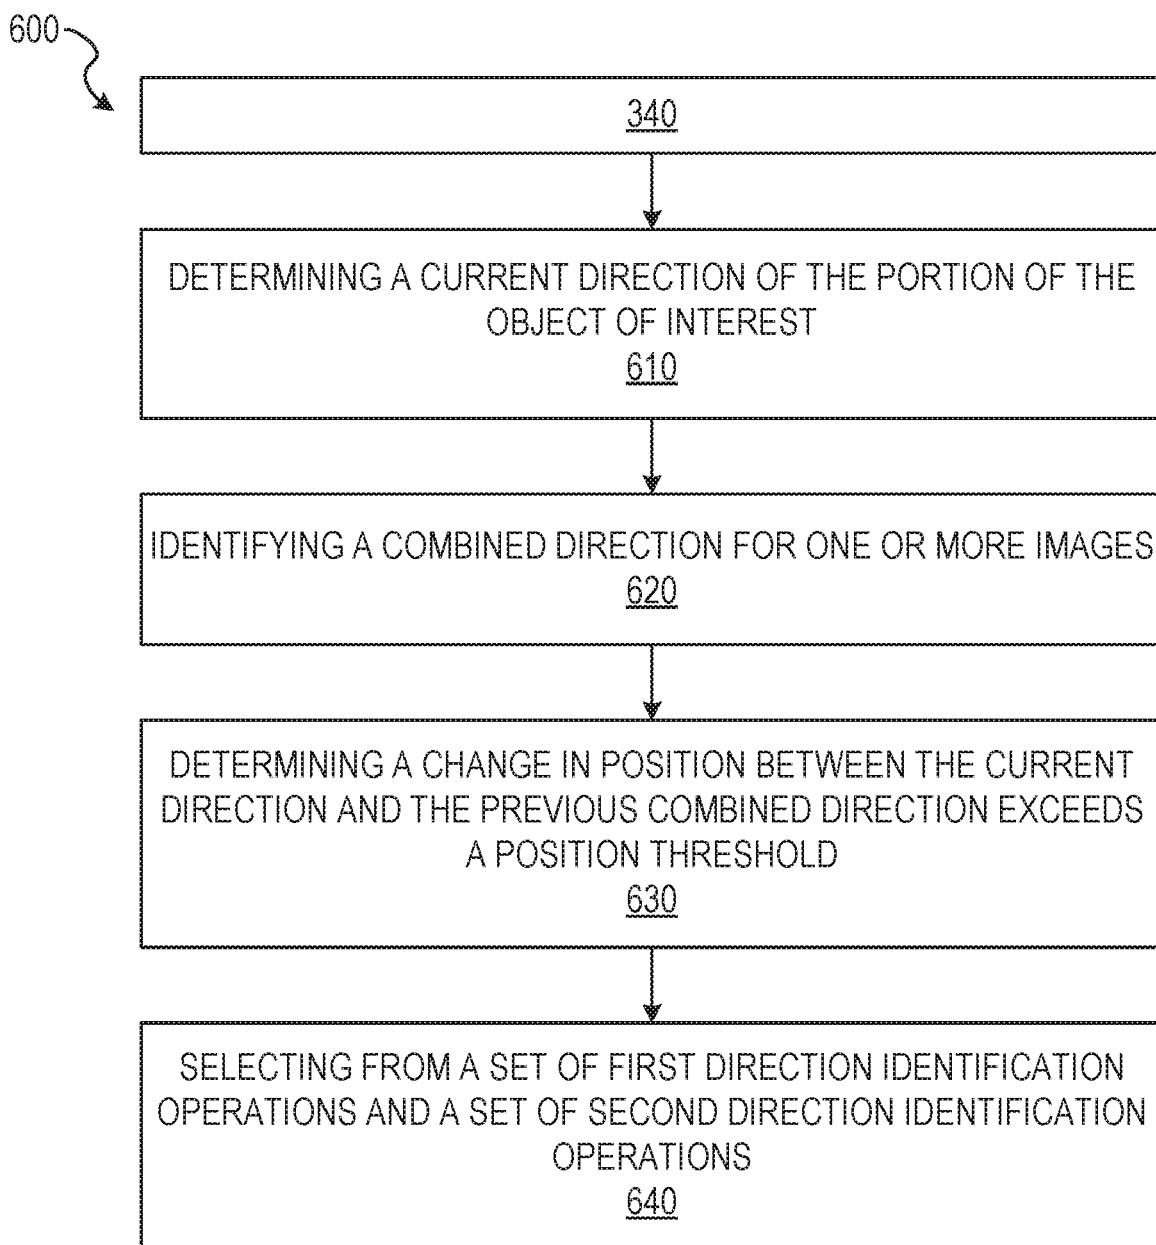 600
340
DETERMINING A CURRENT DIRECTION OF THE PORTION OF THE
OBJECT OF INTEREST
610
IDENTIFYING A COMBINED DIRECTION FOR ONE OR MORE IMAGES
620
DETERMINING A CHANGE IN POSITION BETWEEN THE CURRENT
DIRECTION AND THE PREVIOUS COMBINED DIRECTION EXCEEDS
A POSITION THRESHOLD
630
SELECTING FROM A SET OF FIRST DIRECTION IDENTIFICATION
OPERATIONS AND A SET OF SECOND DIRECTION IDENTIFICATION
OPERATIONS
640